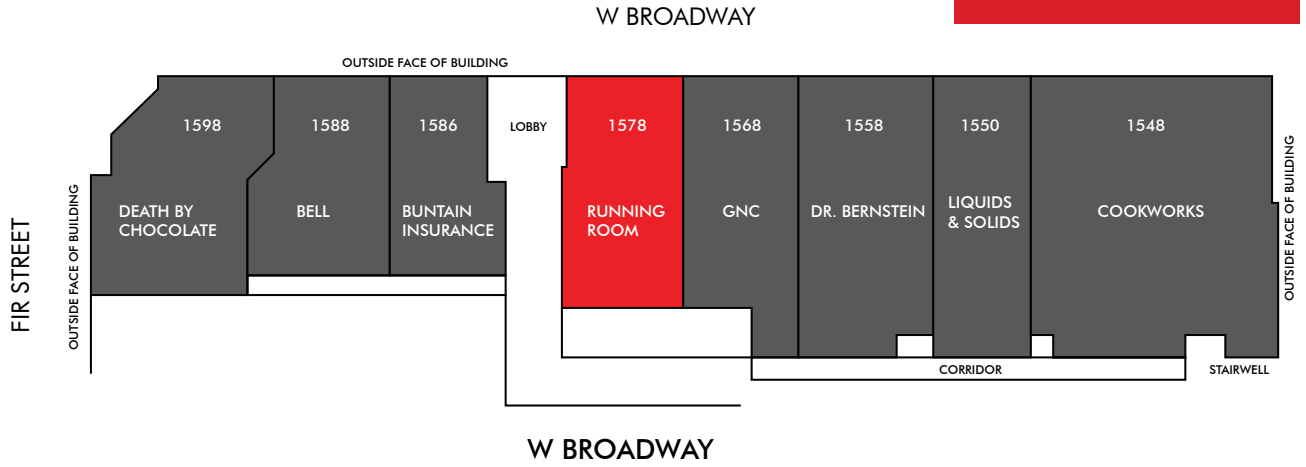 W BROADWAY
OUTSIDE FACE OF BUILDING
1598
1588
1586
LOBBY
1578
1568
1558
1550
1548
DEATH BY
CHOCOLATE
BELL
BUNTAIN
INSURANCE
RUNNING
ROOM
GNC
DR. BERNSTEIN
LIQUIDS
& SOLIDS
COOKWORKS
FIR STREET
OUTSIDE FACE OF BUILDING
OUTSIDE FACE OF BUILDING
CORRIDOR
STAIRWELL
W BROADWAY